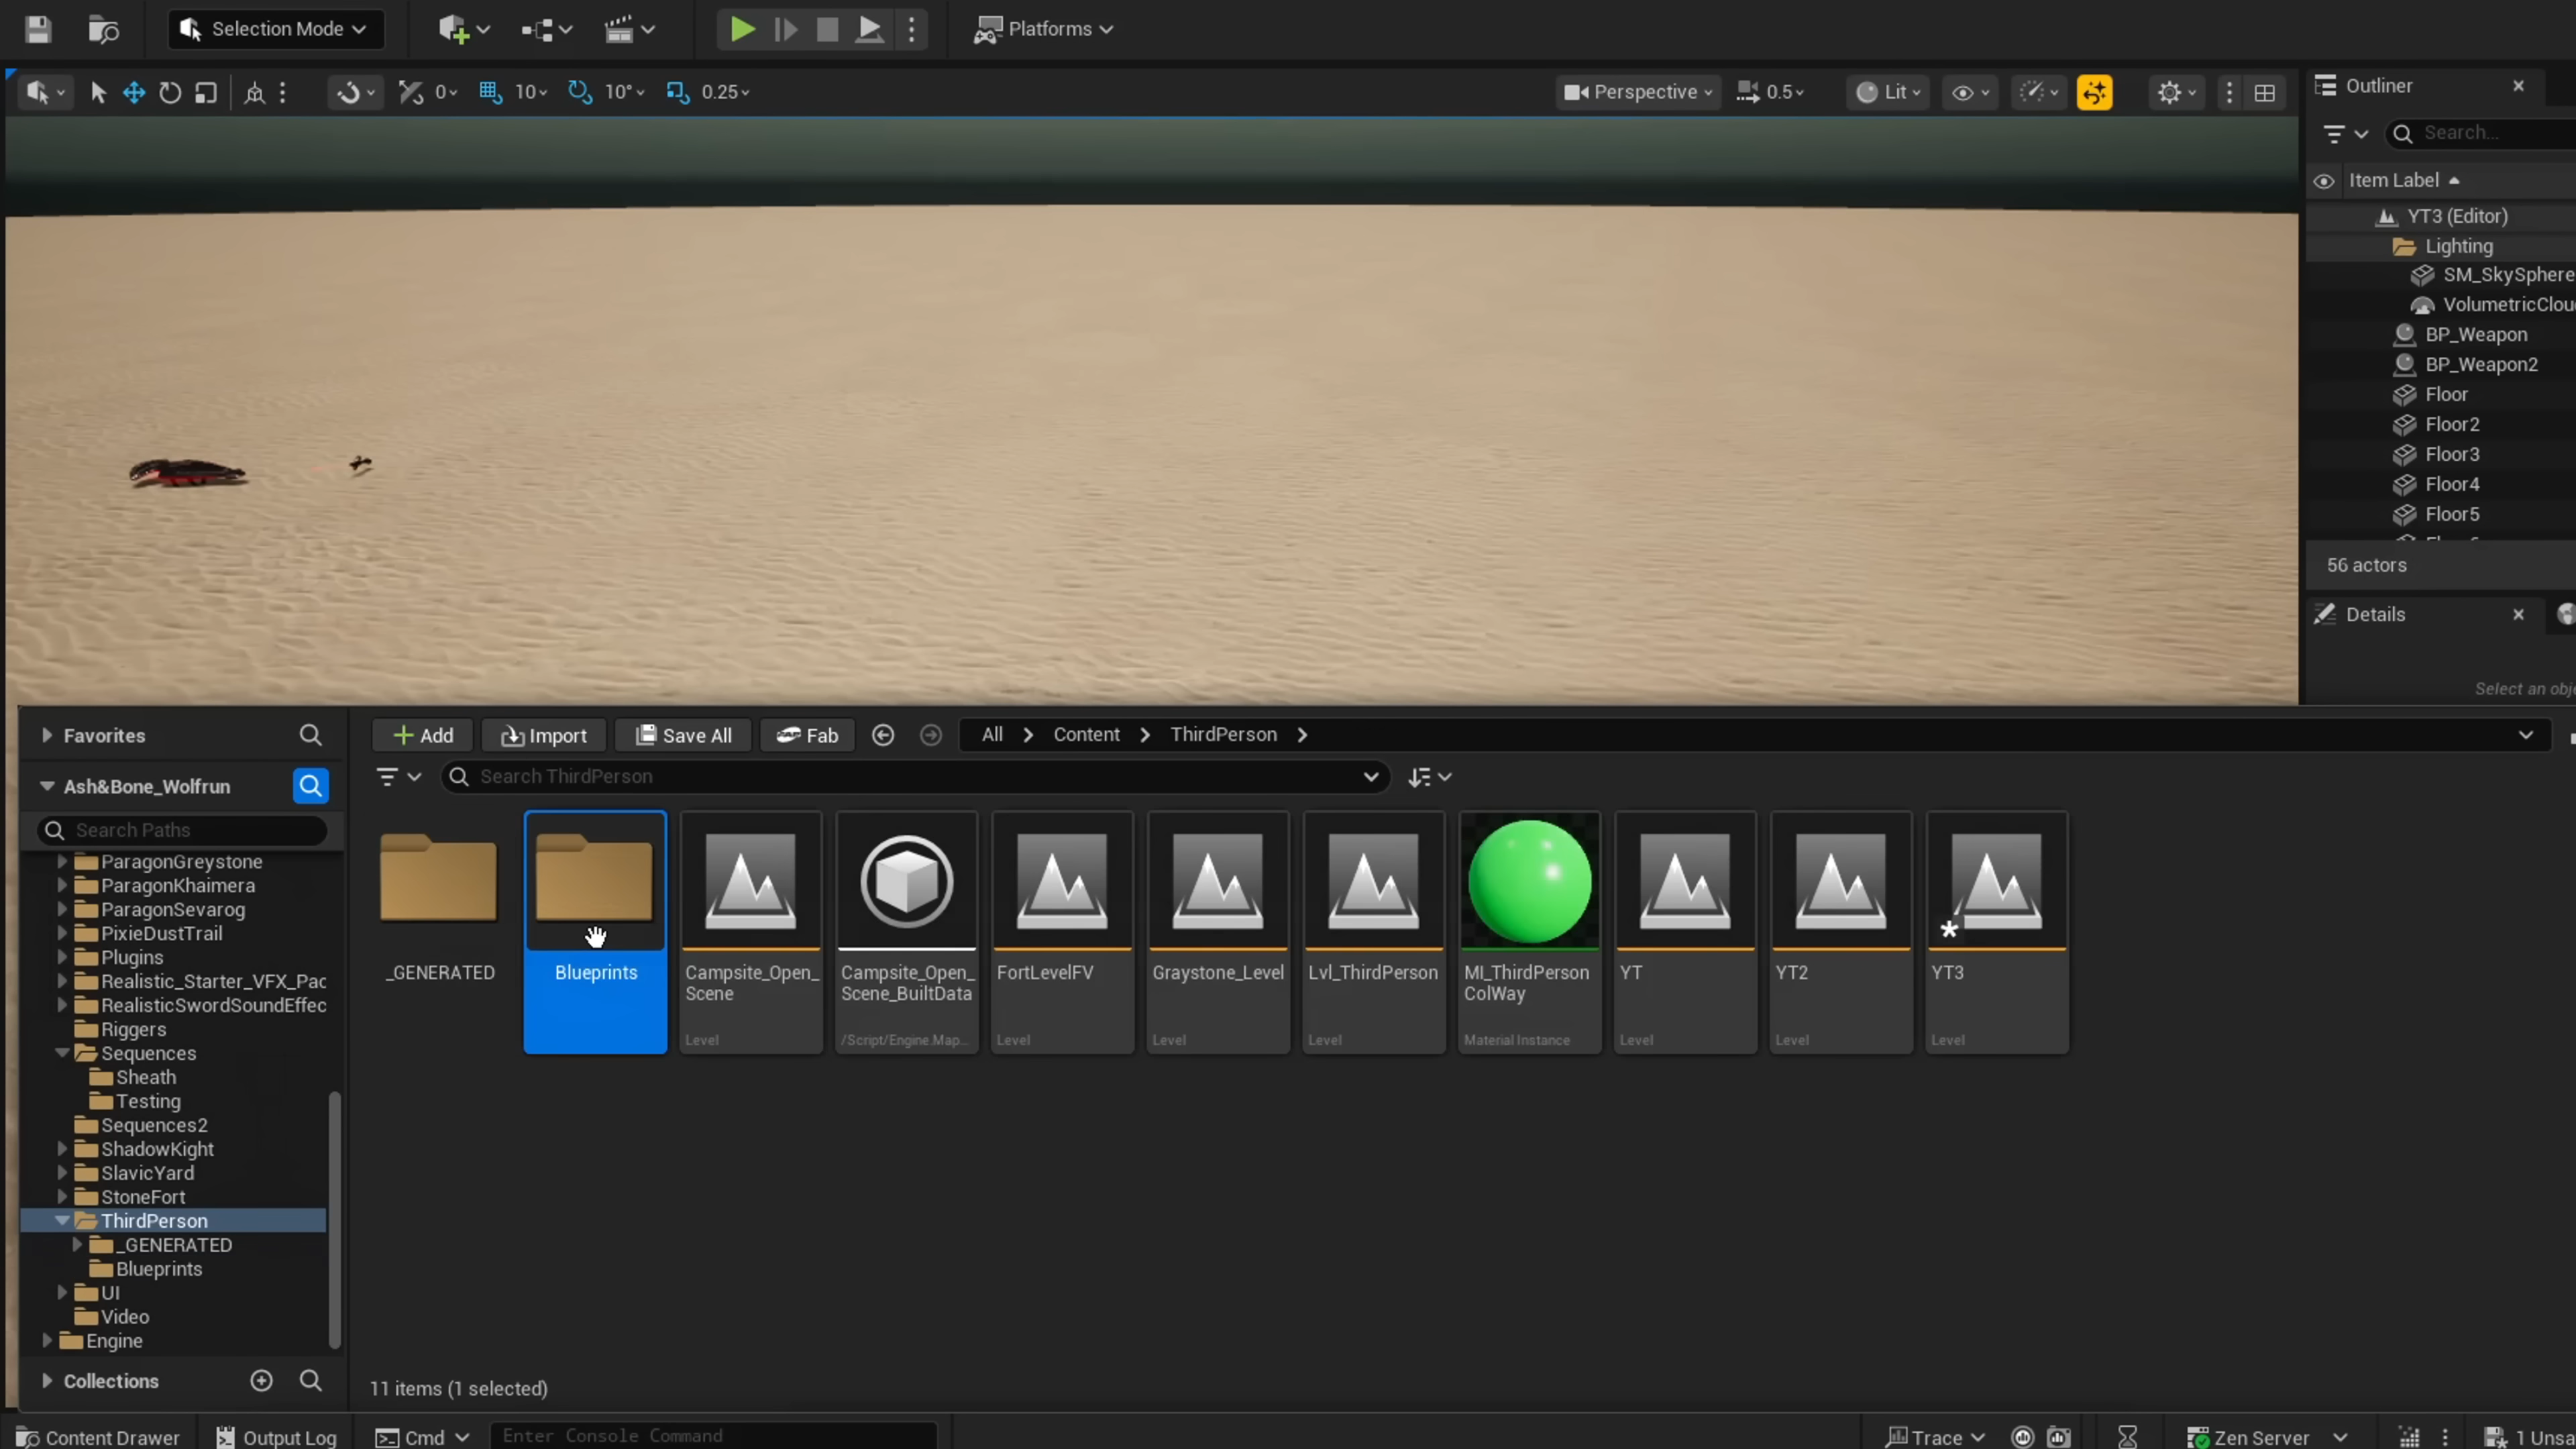 Selection Mode
Platforms
0
10
10°
0.25
Perspective
0.5
Lit
Outliner
Search...
Item Label
YT3 (Editor)
Lighting
SM_SkySphere
VolumetricClou
BP_Weapon
BP_Weapon2
Floor
Floor2
Floor3
Floor4
Floor5
56 actors
Details
Select an obje
Favorites
Ash&Bone_Wolfrun
Search Paths
ParagonGreystone
ParagonKhaimera
ParagonSevarog
PixieDustTrail
Plugins
Realistic_Starter_VFX_Pac
RealisticSwordSoundEffec
Riggers
Sequences
Sheath
Testing
Sequences2
ShadowKight
SlavicYard
StoneFort
ThirdPerson
_GENERATED
Blueprints
UI
Video
Engine
Collections
Add
Import
Save All
Fab
All > Content > ThirdPerson >
Search ThirdPerson
_GENERATED
Blueprints
Campsite_Open_
Scene
Level
Campsite_Open_
Scene_BuiltData
/Script/Engine.Map...
FortLevelFV
Level
Graystone_Level
Level
Lvl_ThirdPerson
Level
MI_ThirdPerson
ColWay
Material Instance
YT
Level
YT2
Level
YT3
Level
11 items (1 selected)
Content Drawer
Output Log
Cmd
Enter Console Command
Trace
Zen Server
1 Unsa